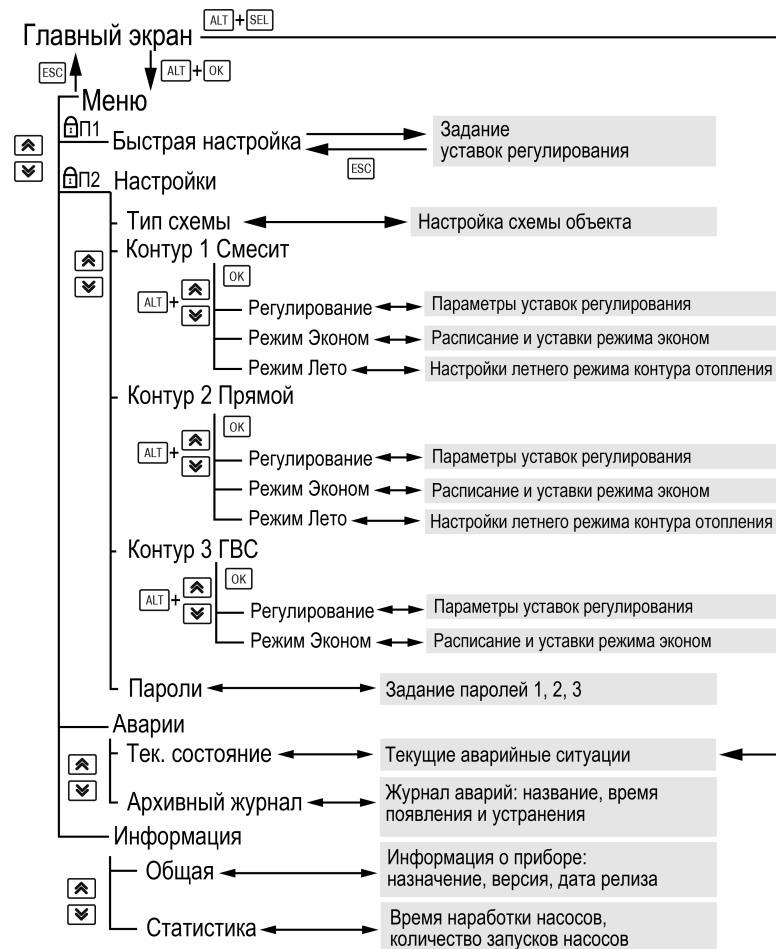 ALT + SEL
Главный экран
ESC ALT + OK
Меню
П1
Быстрая настройка
Задание
уставок регулирования
ESC
П2 Настройки
Тип схемы Настройка схемы объекта
Контур 1 Смесит
OK
ALT +
Регулирование Параметры уставок регулирования
Режим Эконом Расписание и уставки режима эконом
Режим Лето Настройки летнего режима контура отопления
Контур 2 Прямой
OK
ALT +
Регулирование Параметры уставок регулирования
Режим Эконом Расписание и уставки режима эконом
Режим Лето Настройки летнего режима контура отопления
Контур 3 ГВС
OK
ALT +
Регулирование Параметры уставок регулирования
Режим Эконом Расписание и уставки режима эконом
Пароли Задание паролей 1, 2, 3
Аварии
Тек. состояние Текущие аварийные ситуации
Архивный журнал Журнал аварий: название, время
появления и устранения
Информация
Общая Информация о приборе:
назначение, версия, дата релиза
Статистика Время наработки насосов,
количество запусков насосов